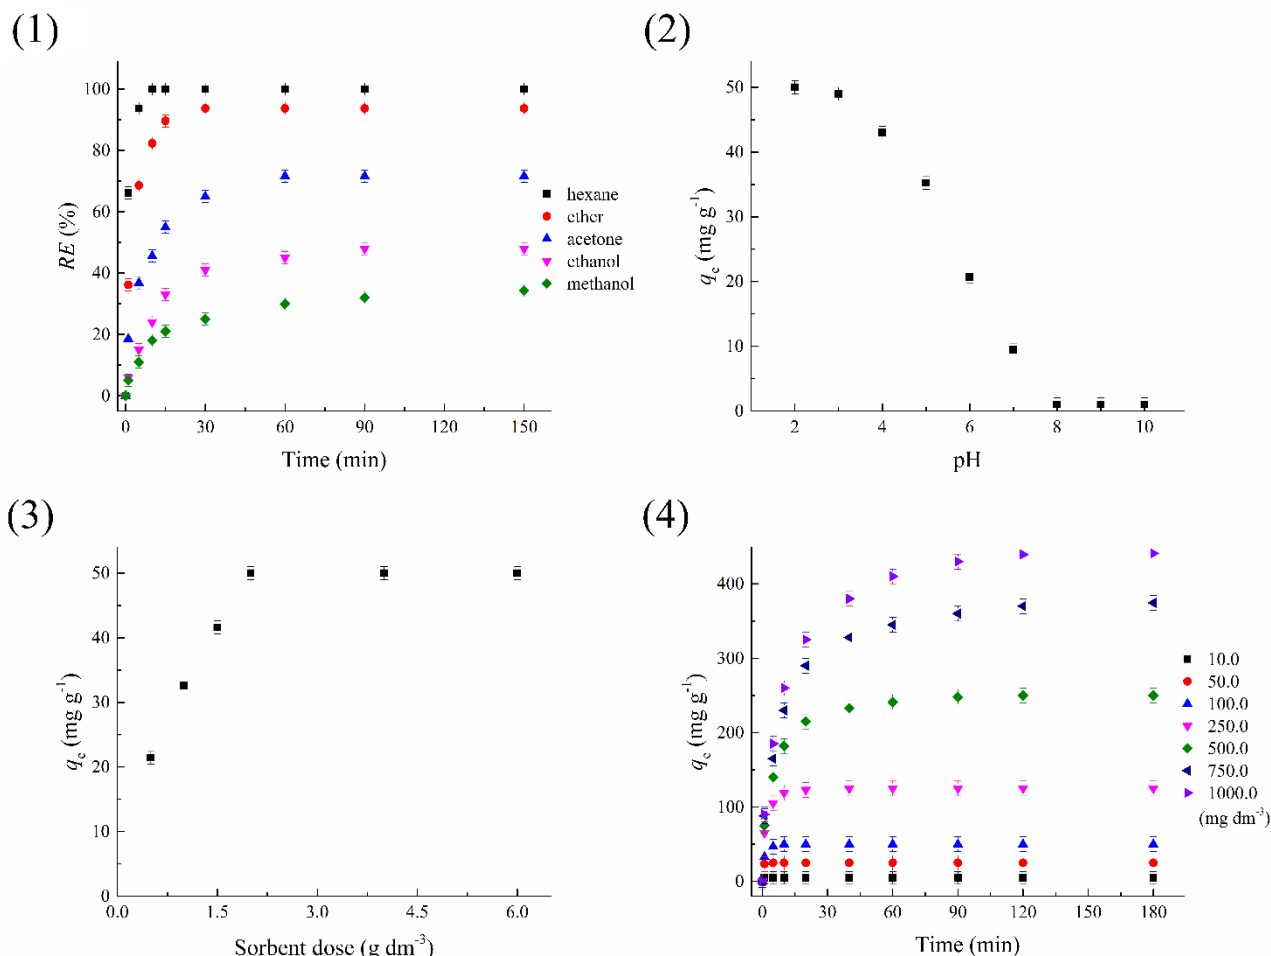 (1)
100
80
60
40
20
0
RE (%)
0 30 60 90 120 150
Time (min)
hexane
ether
acetone
ethanol
methanol
(2)
50
40
30
20
10
0
qe (mg g-1)
2 4 6 8 10
pH
(3)
50
40
30
20
10
0
qe (mg g-1)
0.0 1.5 3.0 4.5 6.0
Sorbent dose (g dm-3)
(4)
400
300
200
100
0
qe (mg g-1)
0 30 60 90 120 150 180
Time (min)
10.0
50.0
100.0
250.0
500.0
750.0
1000.0
(mg dm-3)